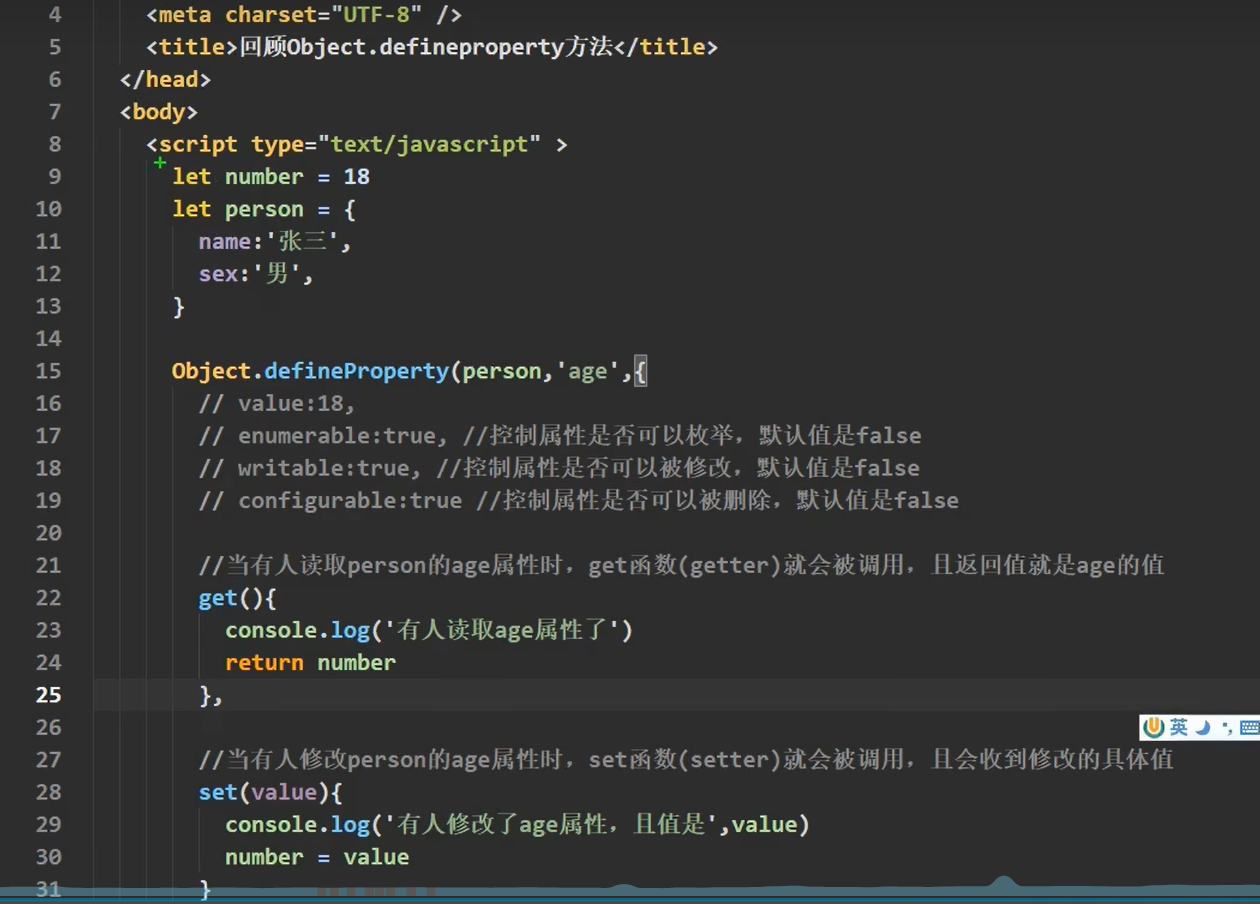 4 <meta charset="UTF-8" />
5 <title>回顾Object.defineproperty方法</title>
6 </head>
7 <body>
8 <script type="text/javascript" >
9 let number = 18
10 let person = {
11 name:'张三',
12 sex:'男',
13 }
14
15 Object.defineProperty(person,'age',{
16 // value:18,
17 // enumerable:true, //控制属性是否可以枚举，默认值是false
18 // writable:true, //控制属性是否可以被修改，默认值是false
19 // configurable:true //控制属性是否可以被删除，默认值是false
20
21 //当有人读取person的age属性时，get函数(getter)就会被调用，且返回值就是age的值
22 get(){
23 console.log('有人读取age属性了')
24 return number
25 },
26
英
27 //当有人修改person的age属性时，set函数(setter)就会被调用，且会收到修改的具体值
28 set(value){
29 console.log('有人修改了age属性，且值是',value)
30 number = value
31 }